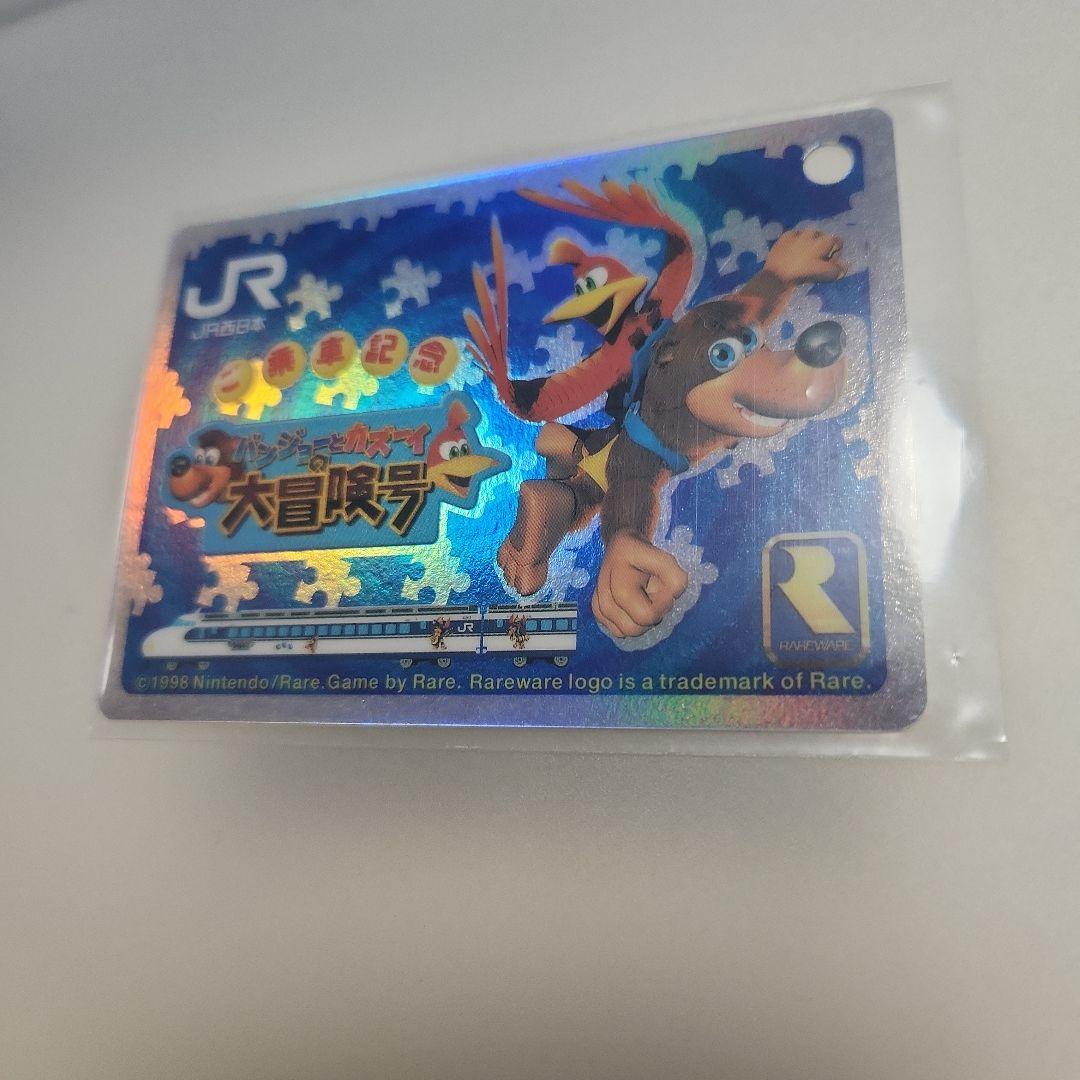 JR
JR西日本
ご乗車記念
バンジョーとカズーイの
大冒険号
JR
RAREWARE
©1998 Nintendo/Rare. Game by Rare. Rareware logo is a trademark of Rare.